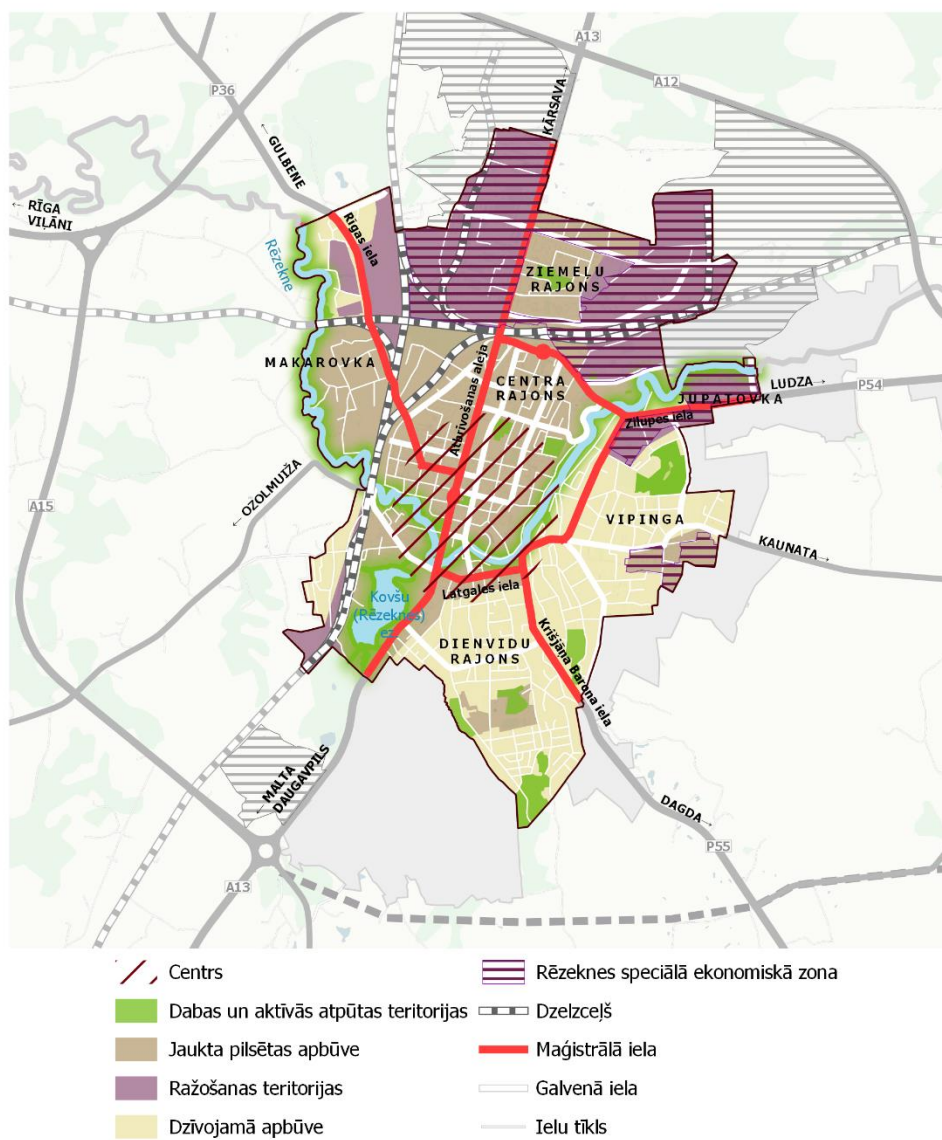 A13
A12
P36
KĀRSAVA→
← GULBENE
← RĪGA
VIĻĀNI
Rēzekne
Rīgas iela
ZIEMEĻU
RAJONS
MAKAROVKA
Atbrīvošanas aleja
CENTRA
RAJONS
LUDZA →
P54
JUPATOVKA
Zilupes iela
← OZOLMUIŽA
A15
VIPINGA
KAUNATA →
Latgales iela
Kovšu
(Rēzeknes)
ez.
DIENVIDU
RAJONS
Krišjāņa Barona iela
← MALTA
DAUGAVPILS
DAGDA→
P55
A13
Centrs
Dabas un aktīvās atpūtas teritorijas
Jaukta pilsētas apbūve
Ražošanas teritorijas
Dzīvojamā apbūve
Rēzeknes speciālā ekonomiskā zona
Dzelzceļš
Maģistrālā iela
Galvenā iela
Ielu tīkls